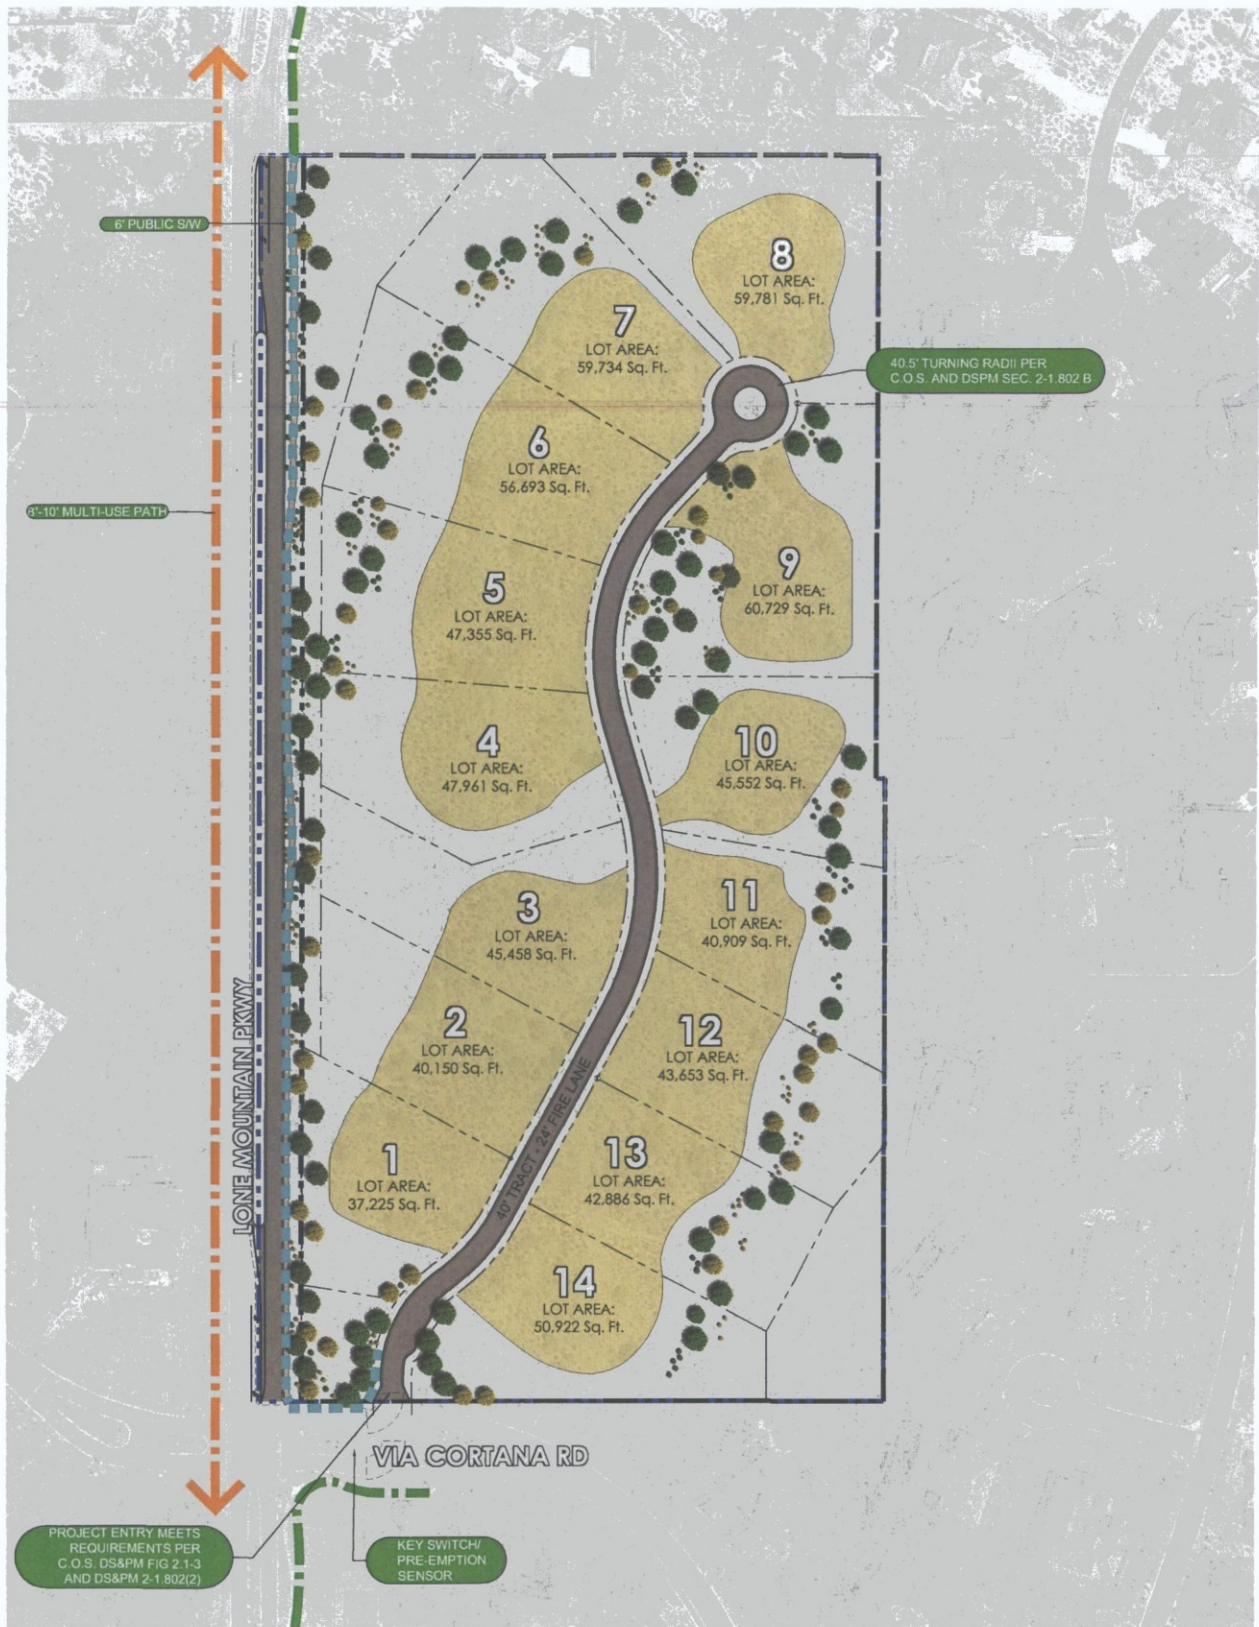 6' PUBLIC S/W
8
LOT AREA:
59,781 Sq. Ft.
7
LOT AREA:
59,734 Sq. Ft.
40.5' TURNING RADII PER
C.O.S. AND DSPM SEC. 2-1.802 B
6
LOT AREA:
56,693 Sq. Ft.
8'-10' MULTI-USE PATH
9
LOT AREA:
60,729 Sq. Ft.
5
LOT AREA:
47,355 Sq. Ft.
4
LOT AREA:
47,961 Sq. Ft.
10
LOT AREA:
45,552 Sq. Ft.
3
LOT AREA:
45,458 Sq. Ft.
11
LOT AREA:
40,909 Sq. Ft.
2
LOT AREA:
40,150 Sq. Ft.
12
LOT AREA:
43,653 Sq. Ft.
LONE MOUNTAIN PKWY
40' TRACT - 24' FIRE LANE
1
LOT AREA:
37,225 Sq. Ft.
13
LOT AREA:
42,886 Sq. Ft.
14
LOT AREA:
50,922 Sq. Ft.
VIA CORTANA RD
PROJECT ENTRY MEETS
REQUIREMENTS PER
C.O.S. DS&PM FIG 2.1-3
AND DS&PM 2-1.802(2)
KEY SWITCH/
PRE-EMPTION
SENSOR